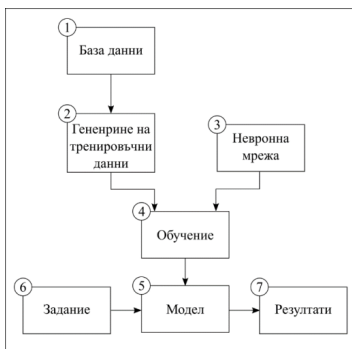 1
База данни
2
Гененрине на
тренировъчни
данни
3
Невронна
мрежа
4
Обучение
6
Задание
5
Модел
7
Резултати